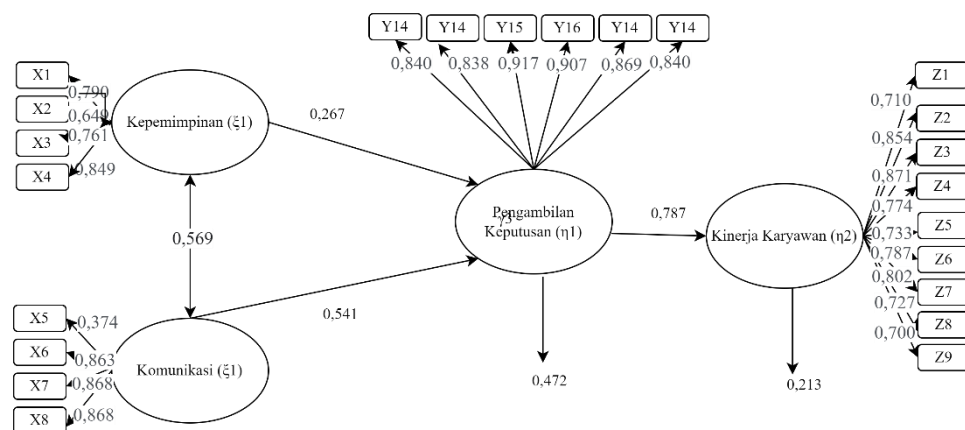 Y14 Y14 Y15 Y16 Y14 Y14
0,840 0,838 0,917 0,907 0,869 0,840
X1
0,790
X2
0,649
X3
0,761
X4
0,849
Kepemimpinan (ξ1)
0,267
0,569
0,541
X5
0,374
X6
0,863
X7
0,868
X8
0,868
Komunikasi (ξ1)
Pengambilan
γ3
Keputusan (η1)
0,787
0,472
Kinerja Karyawan (η2)
0,213
Z1
0,710
Z2
0,854
Z3
0,871
Z4
0,774
Z5
0,733
Z6
0,787
Z7
0,802
Z8
0,727
Z9
0,700